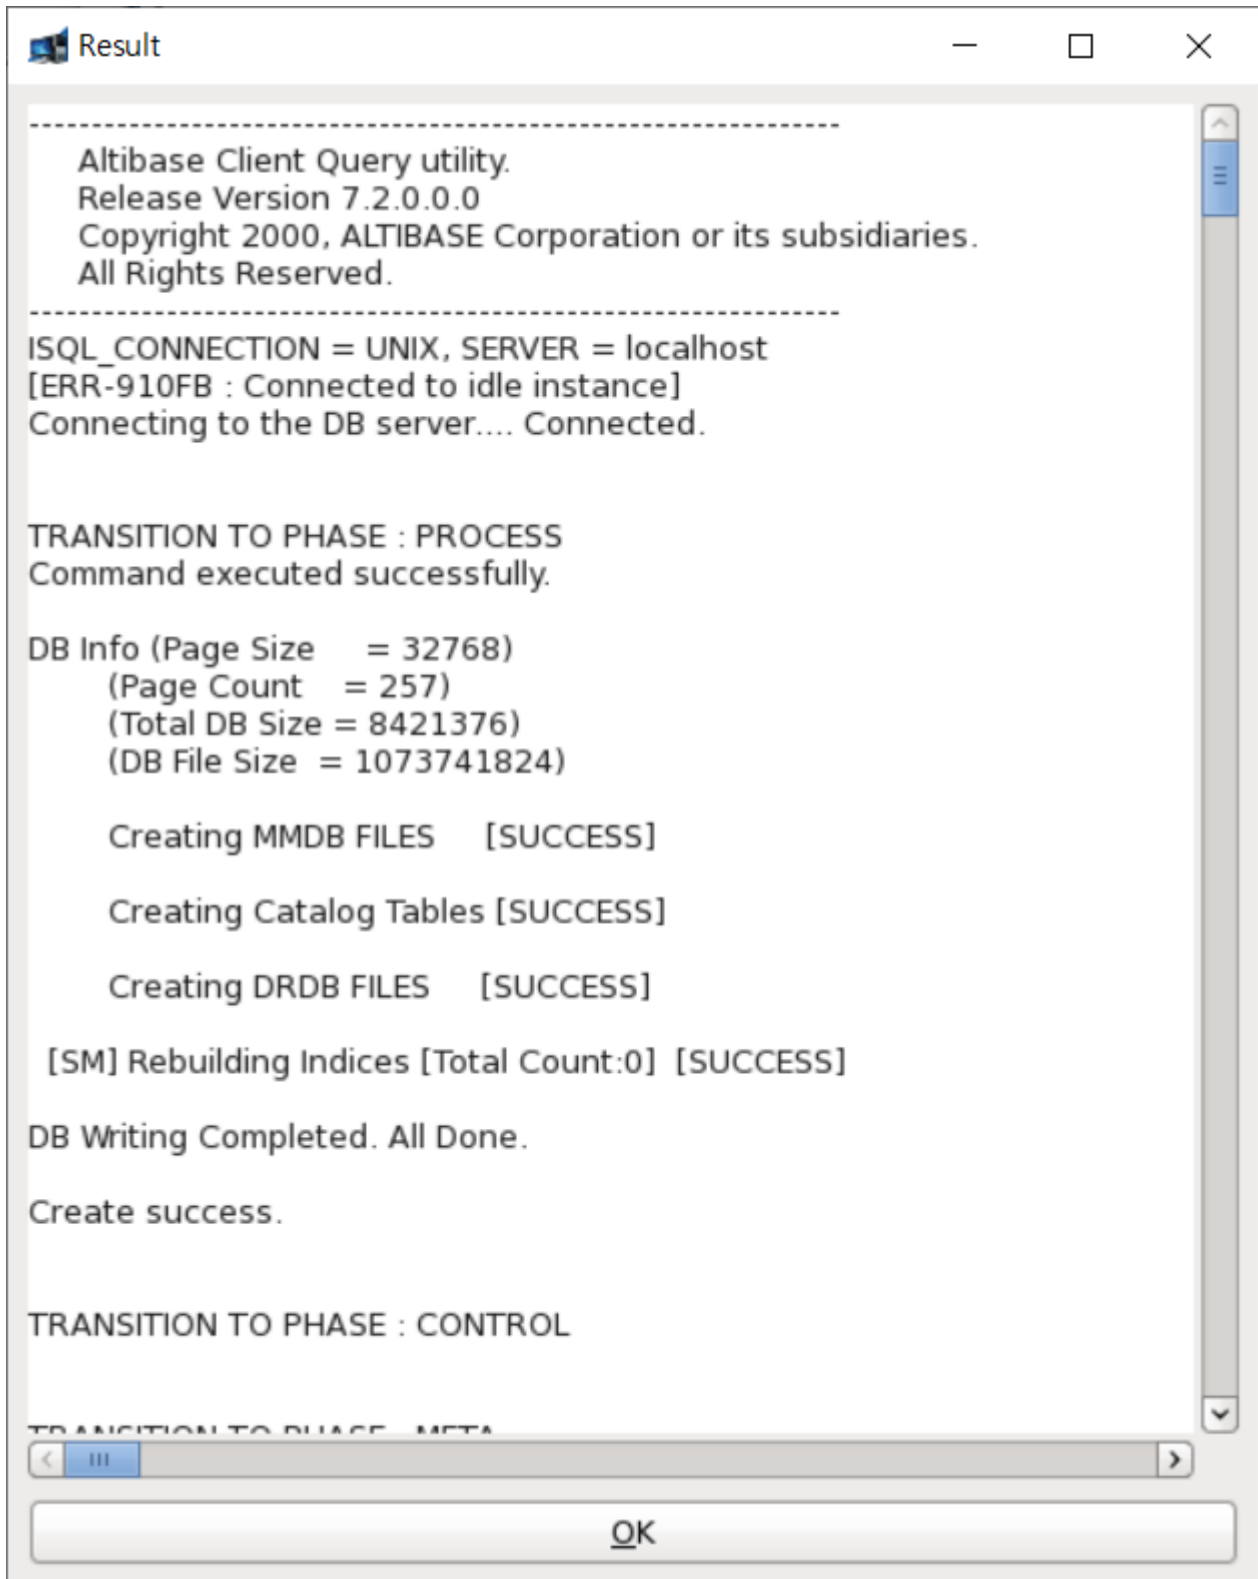 Result
-----------------------------------------------------------------
Altibase Client Query utility.
Release Version 7.2.0.0.0
Copyright 2000, ALTIBASE Corporation or its subsidiaries.
All Rights Reserved.
-----------------------------------------------------------------
ISQL_CONNECTION = UNIX, SERVER = localhost
[ERR-910FB : Connected to idle instance]
Connecting to the DB server.... Connected.
TRANSITION TO PHASE : PROCESS
Command executed successfully.
DB Info (Page Size     = 32768)
(Page Count    = 257)
(Total DB Size = 8421376)
(DB File Size  = 1073741824)
Creating MMDB FILES     [SUCCESS]
Creating Catalog Tables [SUCCESS]
Creating DRDB FILES     [SUCCESS]
[SM] Rebuilding Indices [Total Count:0]  [SUCCESS]
DB Writing Completed. All Done.
Create success.
TRANSITION TO PHASE : CONTROL
TRANSITION TO PHASE : META
OK